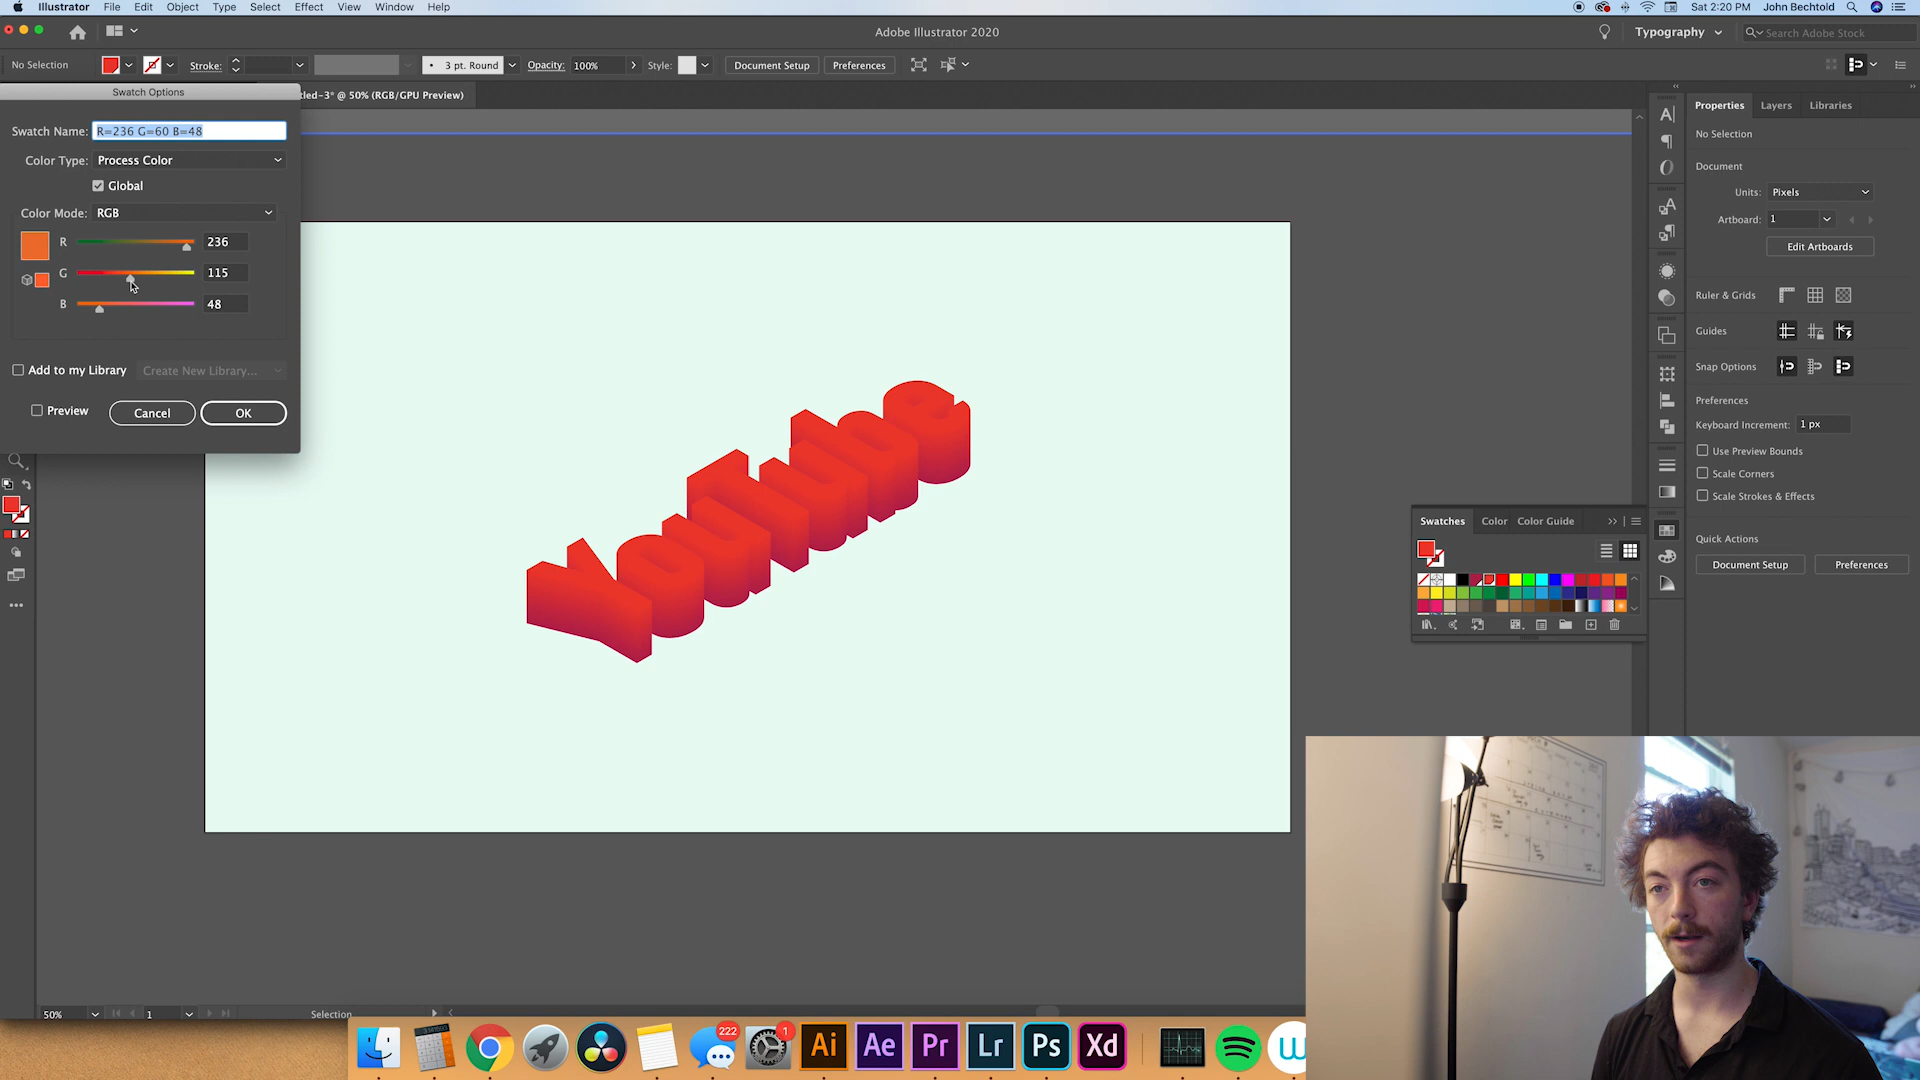 Illustrator File Edit Object Type Select Effect View Window Help
Sat 2:20 PM John Bechtold
Adobe Illustrator 2020
Typography
Search Adobe Stock
No Selection
Stroke:
3 pt. Round
Opacity: 100%
Style:
Document Setup
Preferences
Swatch Options
tled-3* @ 50% (RGB/GPU Preview)
Swatch Name: R=236 G=60 B=48
Color Type: Process Color
Global
Color Mode: RGB
R 236
G 115
B 48
Add to my Library Create New Library...
Preview Cancel OK
YouTube
Properties Layers Libraries
No Selection
Document
Units: Pixels
Artboard: 1
Edit Artboards
Ruler & Grids
Guides
Snap Options
Preferences
Keyboard Increment: 1 px
Use Preview Bounds
Scale Corners
Scale Strokes & Effects
Quick Actions
Document Setup Preferences
Swatches Color Color Guide
50% 1 Selection
222
1
Ai Ae Pr Lr Ps Xd